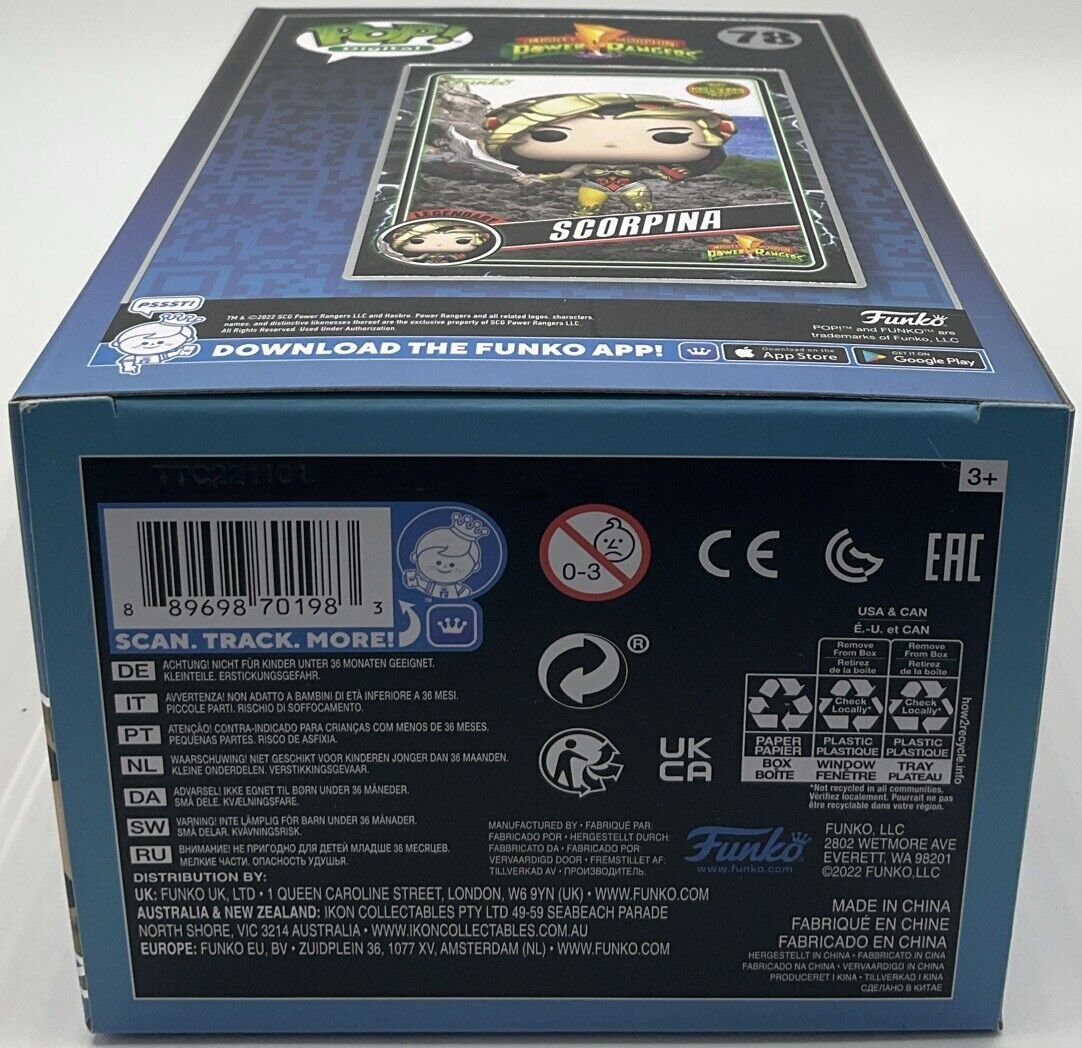 POP!
Digital
MIGHTY MORPHIN
POWER RANGERS
78
Funko
LEGENDARY
SCORPINA
MIGHTY MORPHIN
POWER RANGERS
PSSST!
TM & ©2022 SCG Power Rangers LLC and Hasbro. Power Rangers and all related logos, characters,
names, and distinctive likenesses thereof are the exclusive property of SCG Power Rangers LLC.
All Rights Reserved. Used Under Authorization.
Funko
POP!™ and FUNKO™ are
trademarks of Funko, LLC
DOWNLOAD THE FUNKO APP!
Download on the
App Store
GET IT ON
Google Play
TTC221101
3+
8 89698 70198 3
SCAN. TRACK. MORE!
0-3
CE
EAC
®
UK
CA
USA & CAN
É.-U. et CAN
Remove From Box
Retirez de la boîte
Remove From Box
Retirez de la boîte
Check Locally*
Check Locally*
PAPER PAPIER
PLASTIC PLASTIQUE
PLASTIC PLASTIQUE
BOX BOÎTE
WINDOW FENÊTRE
TRAY PLATEAU
how2recycle.info
*Not recycled in all communities.
Vérifiez localement. Pourrait ne pas
être recyclable dans votre région.
DE ACHTUNG! NICHT FÜR KINDER UNTER 36 MONATEN GEEIGNET.
KLEINTEILE. ERSTICKUNGSGEFAHR.
IT AVVERTENZA! NON ADATTO A BAMBINI DI ETÀ INFERIORE A 36 MESI.
PICCOLE PARTI. RISCHIO DI SOFFOCAMENTO.
PT ATENÇÃO! CONTRA-INDICADO PARA CRIANÇAS COM MENOS DE 36 MESES.
PEQUENAS PARTES. RISCO DE ASFIXIA.
NL WAARSCHUWING! NIET GESCHIKT VOOR KINDEREN JONGER DAN 36 MAANDEN.
KLEINE ONDERDELEN. VERSTIKKINGSGEVAAR.
DA ADVARSEL! IKKE EGNET TIL BØRN UNDER 36 MÅNEDER.
SMÅ DELE. KVÆLNINGSFARE.
SW VARNING! INTE LÄMPLIG FÖR BARN UNDER 36 MÅNADER.
SMÅ DELAR. KVÄVNINGSRISK.
RU ВНИМАНИЕ! НЕ ПРИГОДНО ДЛЯ ДЕТЕЙ МЛАДШЕ 36 МЕСЯЦЕВ.
МЕЛКИЕ ЧАСТИ. ОПАСНОСТЬ УДУШЬЯ.
MANUFACTURED BY • FABRIQUÉ PAR
FABRICADO POR • HERGESTELLT DURCH:
FABBRICATO DA • FABRICADO POR:
VERVAARDIGD DOOR • FREMSTILLET AF:
TILLVERKAD AV • ПРОИЗВОДИТЕЛЬ:
Funko
www.funko.com
FUNKO, LLC
2802 WETMORE AVE
EVERETT, WA 98201
©2022 FUNKO,LLC
DISTRIBUTION BY:
UK: FUNKO UK, LTD • 1 QUEEN CAROLINE STREET, LONDON, W6 9YN (UK) • WWW.FUNKO.COM
AUSTRALIA & NEW ZEALAND: IKON COLLECTABLES PTY LTD 49-59 SEABEACH PARADE
NORTH SHORE, VIC 3214 AUSTRALIA • WWW.IKONCOLLECTABLES.COM.AU
EUROPE: FUNKO EU, BV • ZUIDPLEIN 36, 1077 XV, AMSTERDAM (NL) • WWW.FUNKO.COM
MADE IN CHINA
FABRIQUÉ EN CHINE
FABRICADO EN CHINA
HERGESTELLT IN CHINA • FABBRICATO IN CINA
FABRICADO NA CHINA • VERVAARDIGD IN CHINA
PRODUCERET I KINA • TILLVERKAD I KINA
СДЕЛАНО В КИТАЕ